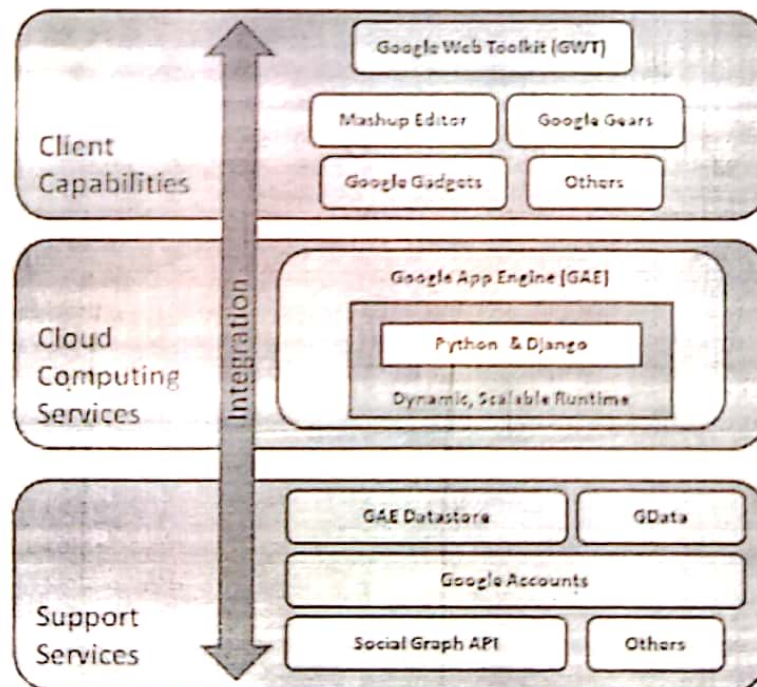 Google Web Toolkit (GWT)
Mashup Editor
Google Gears
Google Gadgets
Others
Client
Capabilities
Integration
Google App Engine (GAE)
Python & Django
Dynamic, Scalable Runtime
Cloud
Computing
Services
GAE Datastore
GData
Google Accounts
Social Graph API
Others
Support
Services